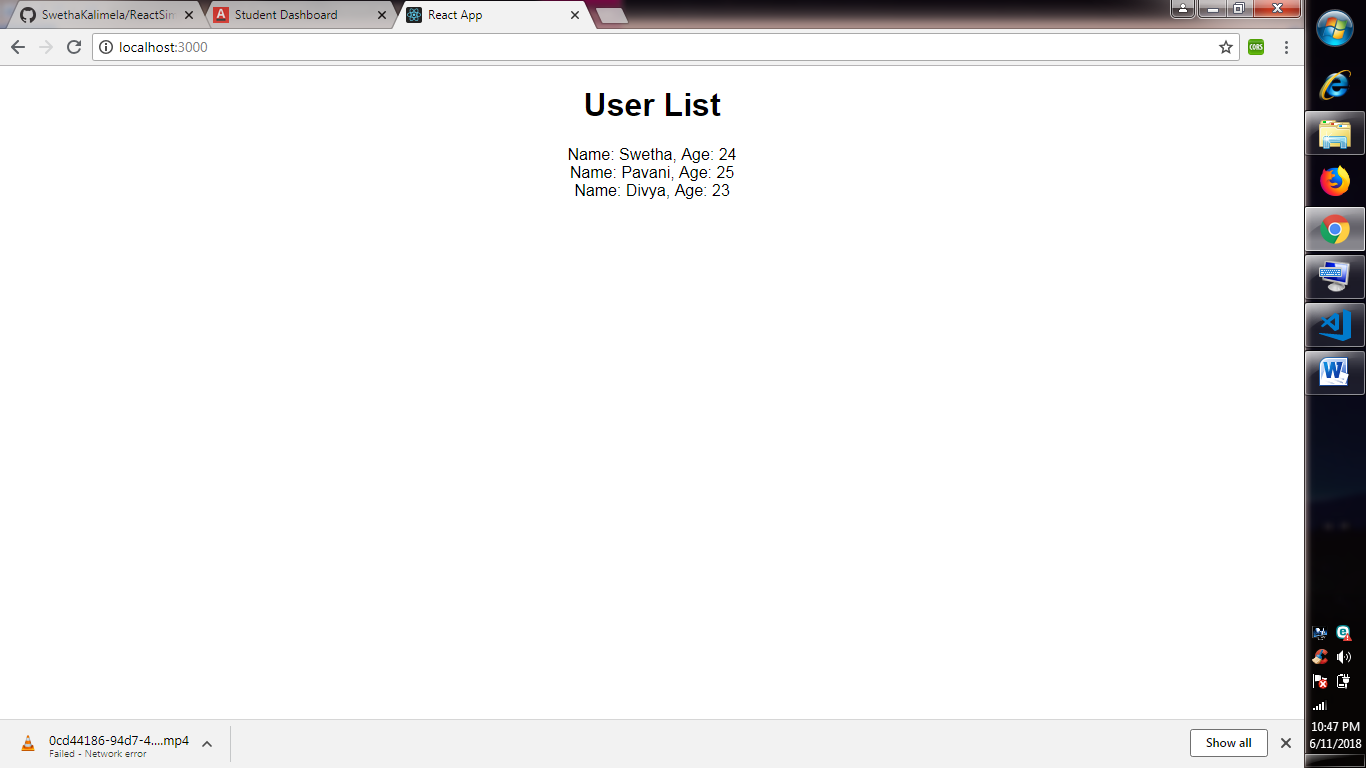 SwethaKalimela/ReactSim
Student Dashboard
React App
localhost:3000
CORS
User List
Name: Swetha, Age: 24
Name: Pavani, Age: 25
Name: Divya, Age: 23
0cd44186-94d7-4....mp4
Failed - Network error
Show all
10:47 PM
6/11/2018